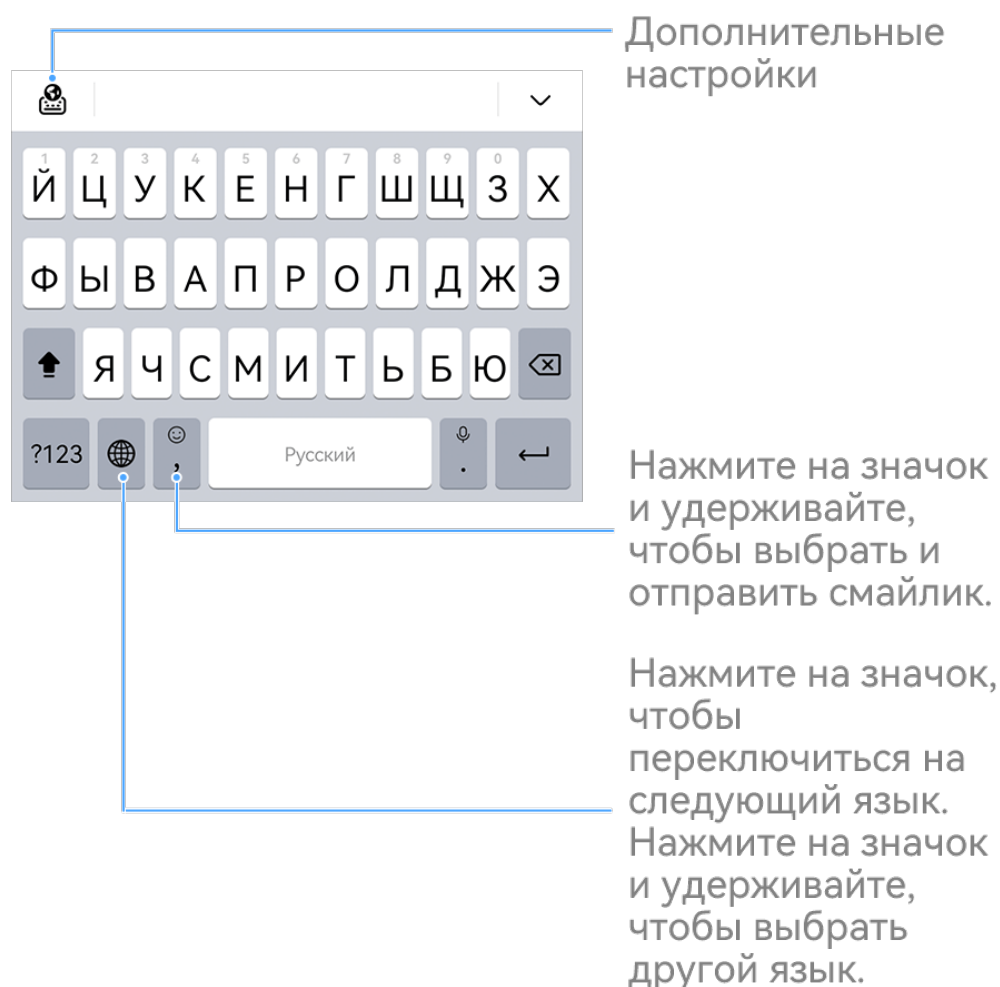 Дополнительные
настройки
1 2 3 4 5 6 7 8 9 0
Й Ц У К Е Н Г Ш Щ З Х
Ф Ы В А П Р О Л Д Ж Э
Я Ч С М И Т Ь Б Ю
?123 , Русский .
Нажмите на значок
и удерживайте,
чтобы выбрать и
отправить смайлик.
Нажмите на значок,
чтобы
переключиться на
следующий язык.
Нажмите на значок
и удерживайте,
чтобы выбрать
другой язык.